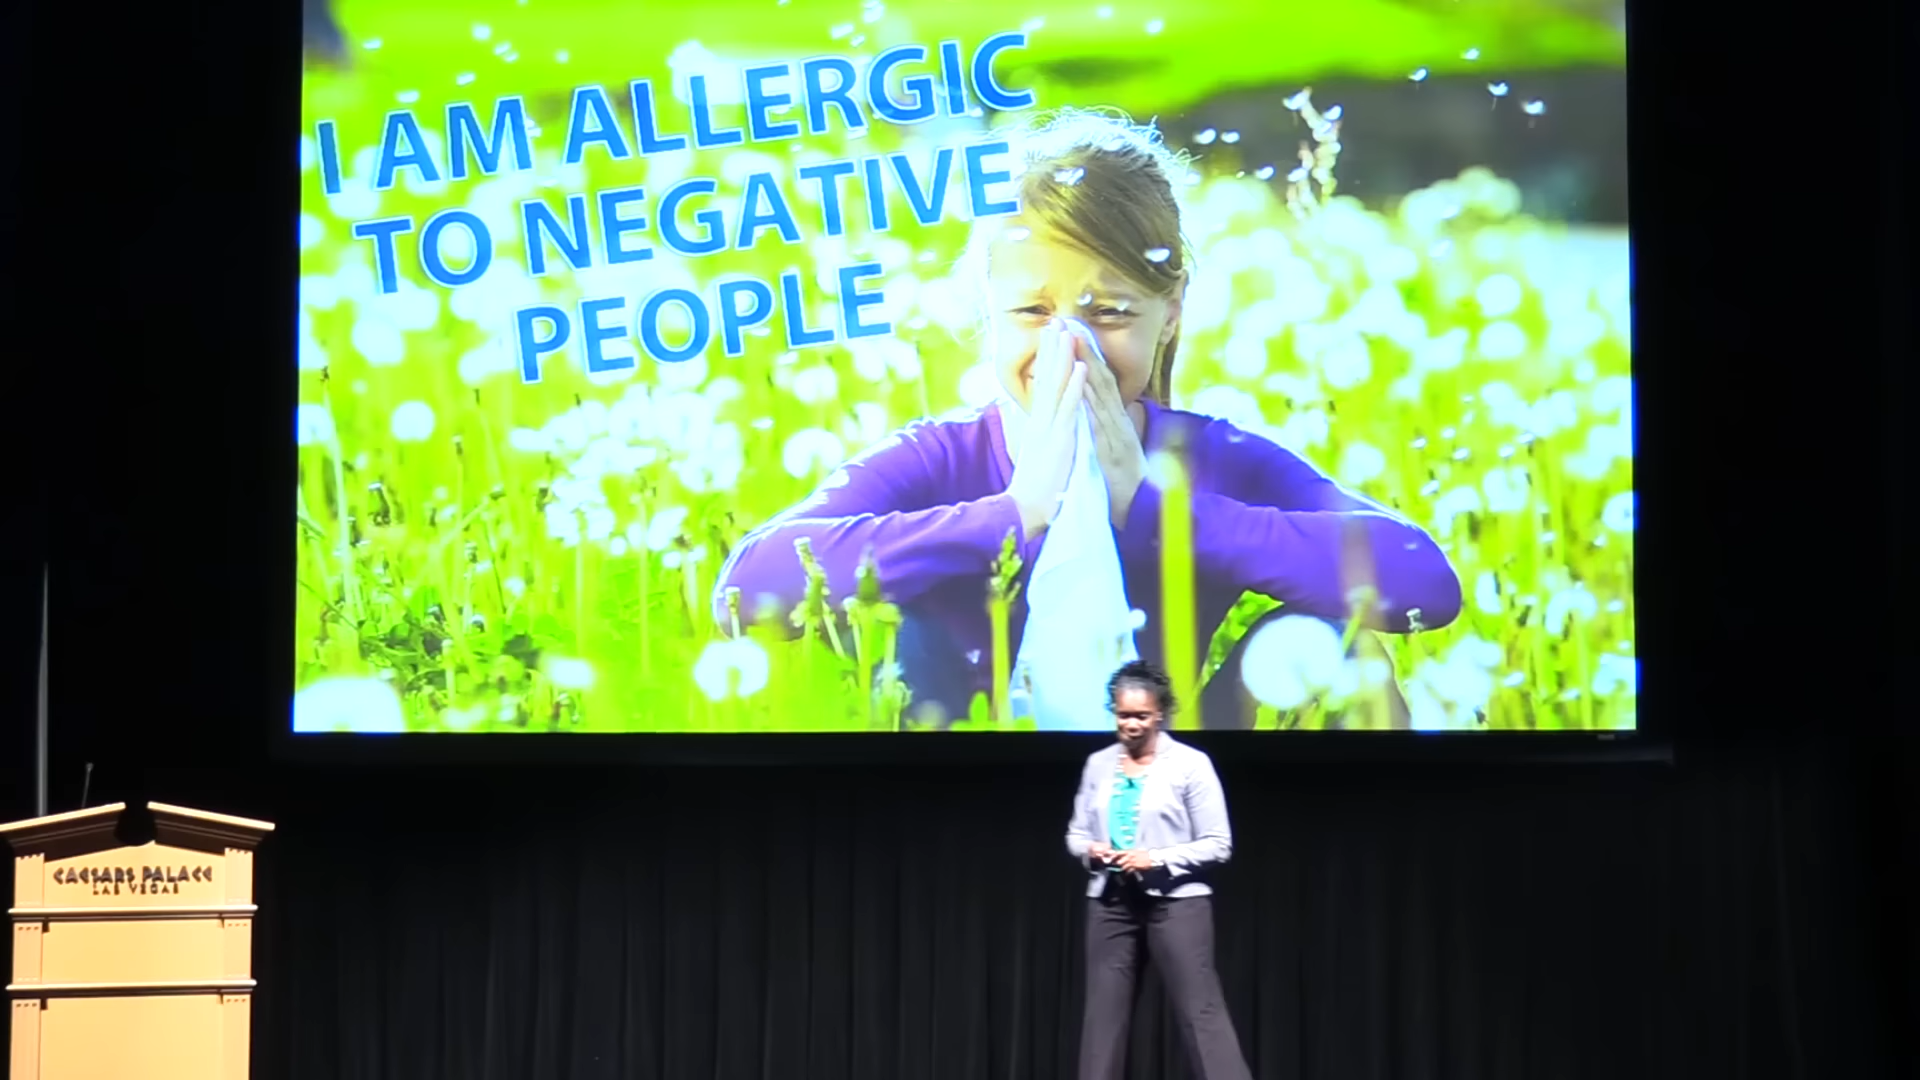 I AM ALLERGIC
TO NEGATIVE
PEOPLE
CAESARS PALACE
LAS VEGAS